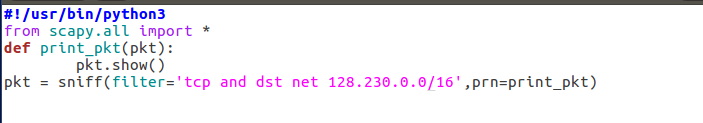 #!/usr/bin/python3
from scapy.all import *
def print_pkt(pkt):
        pkt.show()
pkt = sniff(filter='tcp and dst net 128.230.0.0/16',prn=print_pkt)